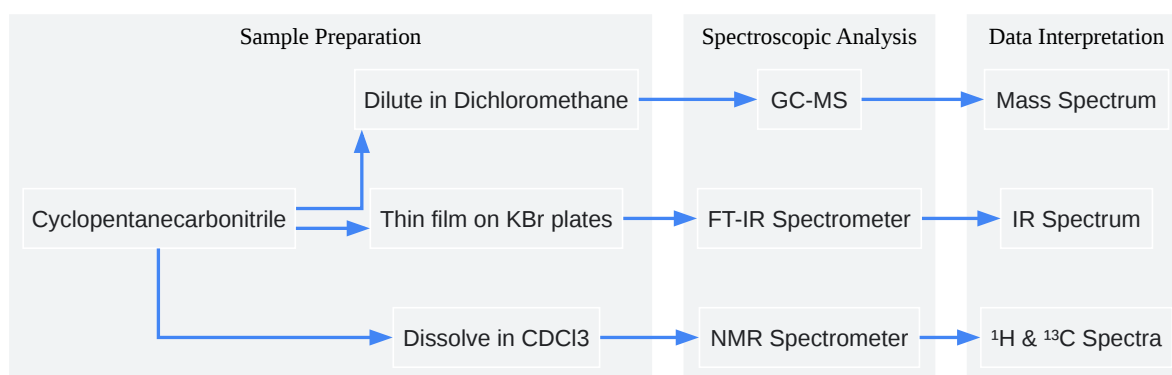 Sample Preparation
Spectroscopic Analysis
Data Interpretation
Dilute in Dichloromethane
GC-MS
Mass Spectrum
Cyclopentanecarbonitrile
Thin film on KBr plates
FT-IR Spectrometer
IR Spectrum
Dissolve in CDCl3
NMR Spectrometer
¹H & ¹³C Spectra